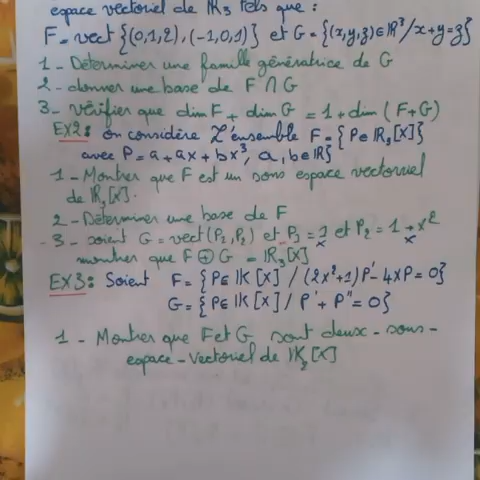 espace vectoriel de IR3 tels que :
F = vect {(0,1,2), (-1,0,1)} et G = {(x,y,z) ∈ IR³ / x+y=z}
1 - Déterminer une famille génératrice de G
2 - donner une base de F ∩ G
3 - vérifier que dim F + dim G = 1 + dim (F+G)
EX2: on considère L'ensemble F = {P ∈ IR3[X]}
avec P = a + ax + bx³, a, b ∈ IR}
1 - Montrer que F est un sous espace vectoriel
de IR3[X].
2 - Déterminer une base de F
- 3 - soient G = vect (P1, P2) et P1 = 1 et P2 = 1 + x²
montrer que F ⊕ G = IR3[X]
EX3: Soient F = {P ∈ IK[X] / (2X²+1)P' - 4XP = 0}
G = {P ∈ IK[X] / P' + P'' = 0}
1 - Montrer que F et G sont deux - sous -
espace - vectoriel de IK2[X]